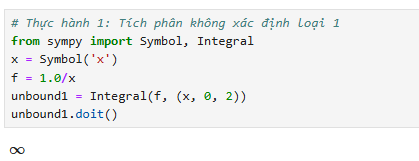 # Thực hành 1: Tích phân không xác định loại 1
from sympy import Symbol, Integral
x = Symbol('x')
f = 1.0/x
unbound1 = Integral(f, (x, 0, 2))
unbound1.doit()
∞